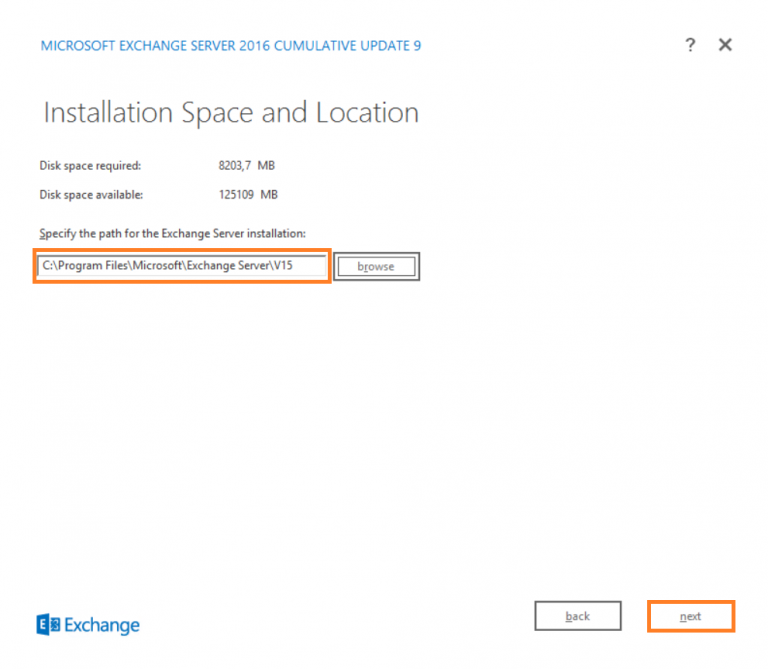 MICROSOFT EXCHANGE SERVER 2016 CUMULATIVE UPDATE 9 ?
Installation Space and Location
Disk space required: 8203,7 MB
Disk space available: 125109 MB
Specify the path for the Exchange Server installation:
C:\Program Files\Microsoft\Exchange Server\V15 browse
back next
E Exchange